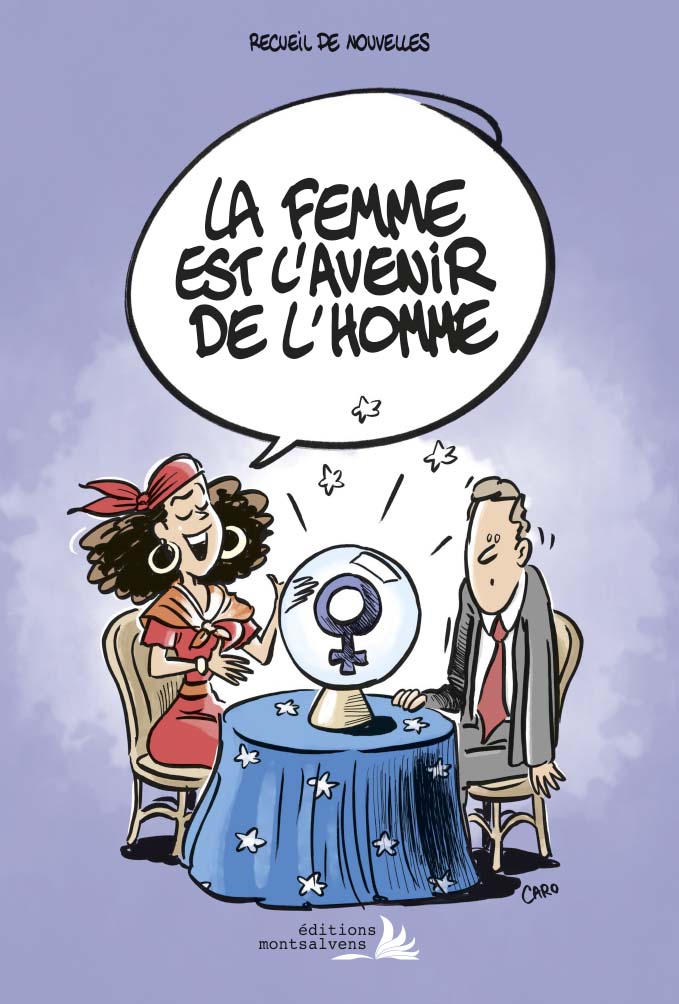 RECUEIL DE NOUVELLES
LA FEMME
EST L'AVENIR
DE L'HOMME
CARO
éditions
montsalvens